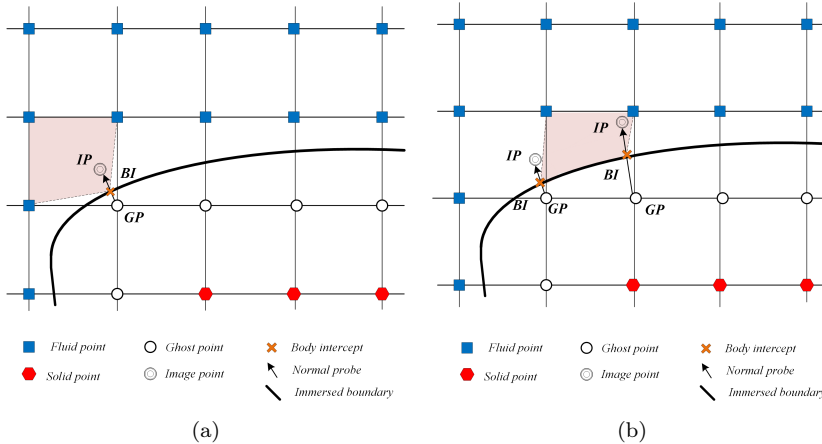 IP
BI
GP
Fluid point
Ghost point
Body intercept
Solid point
Image point
Normal probe
Immersed boundary
(a)
IP
IP
BI
BI
GP
GP
Fluid point
Ghost point
Body intercept
Solid point
Image point
Normal probe
Immersed boundary
(b)